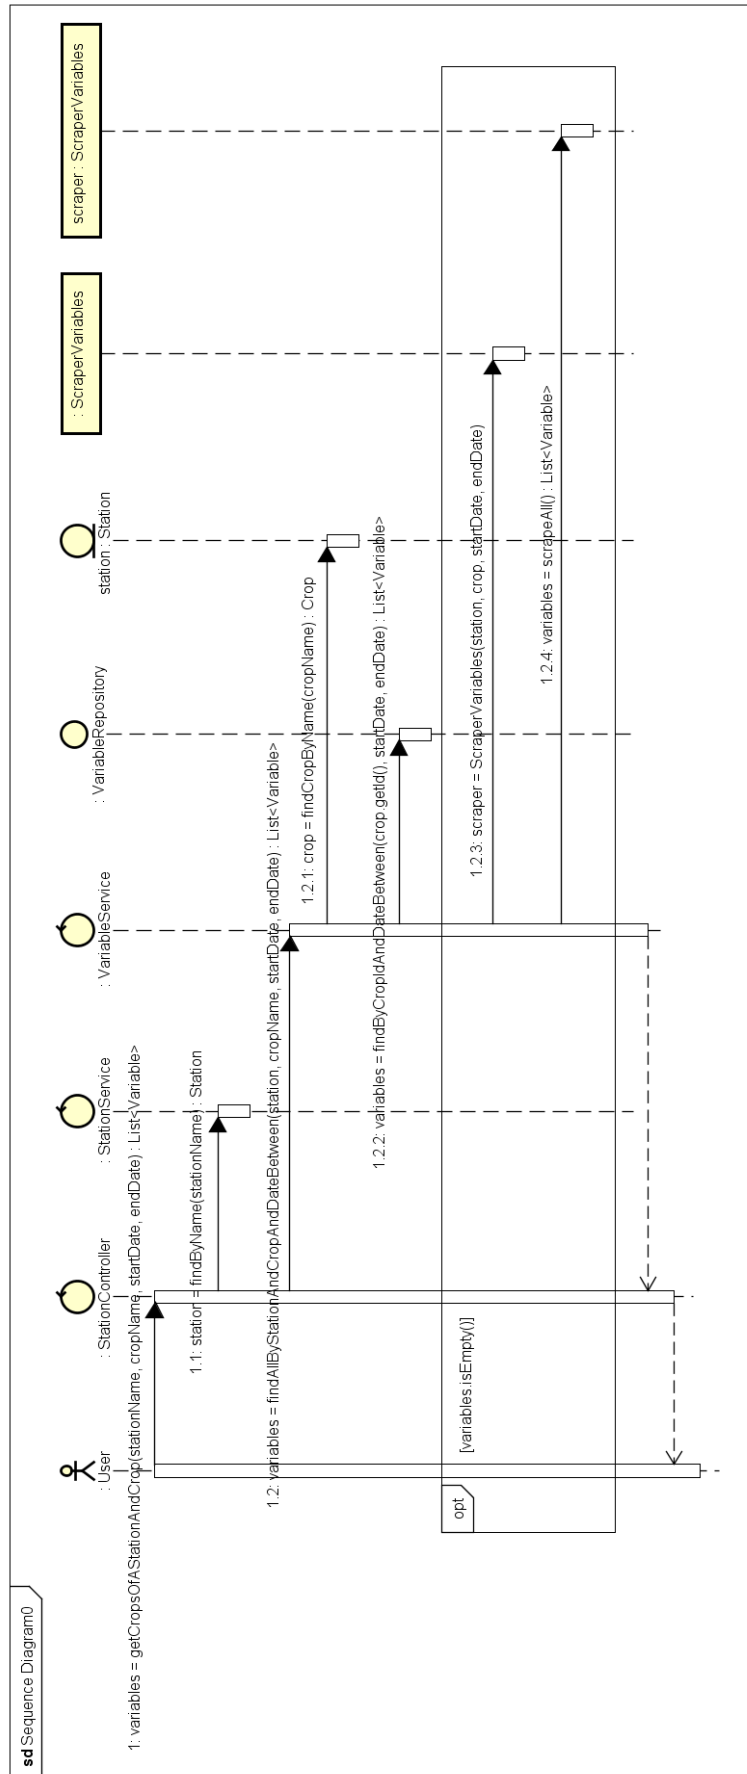 sd Sequence Diagram0
: User
: StationController
: StationService
: VariableService
: VariableRepository
station : Station
: ScraperVariables
scraper : ScraperVariables
1: variables = getCropsOfAStationAndCrop(stationName, cropName, startDate, endDate) : List<Variable>
1.1: station = findByName(stationName) : Station
1.2: variables = findAllByStationAndCropAndDateBetween(station, cropName, startDate, endDate) : List<Variable>
1.2.1: crop = findCropByName(cropName) : Crop
1.2.2: variables = findByCropIdAndDateBetween(crop.getId(), startDate, endDate) : List<Variable>
opt
[variables.isEmpty()]
1.2.3: scraper = ScraperVariables(station, crop, startDate, endDate)
1.2.4: variables = scrapeAll() : List<Variable>